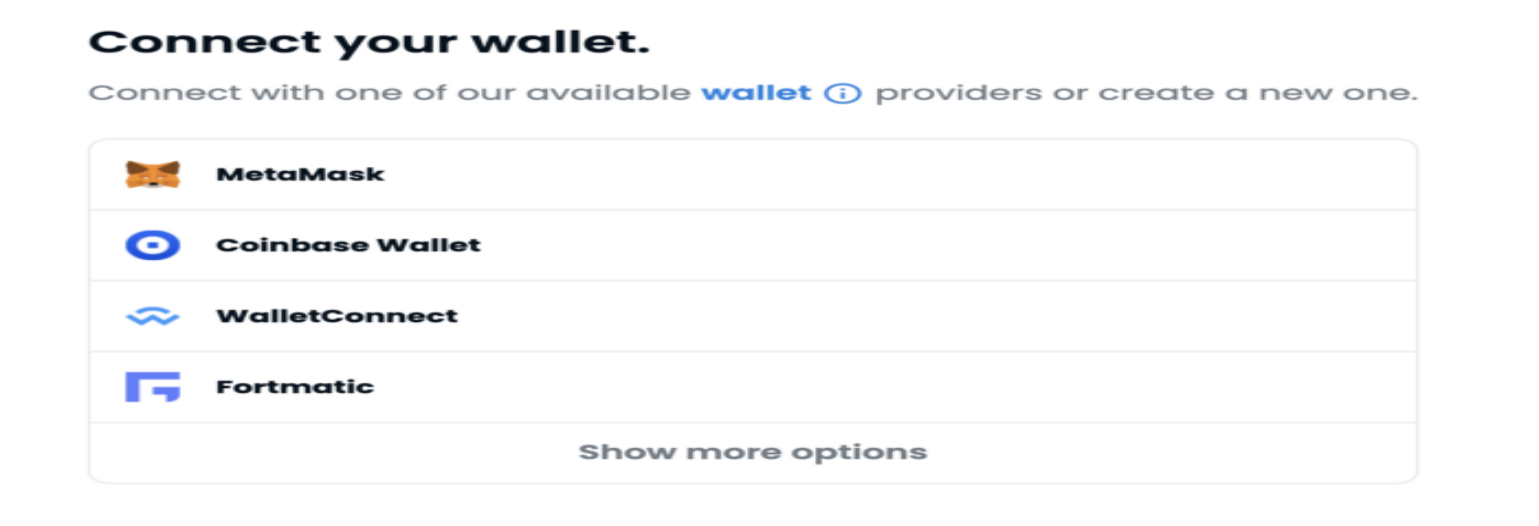 Connect your wallet.
Connect with one of our available wallet providers or create a new one.
MetaMask
Coinbase Wallet
WalletConnect
Fortmatic
Show more options